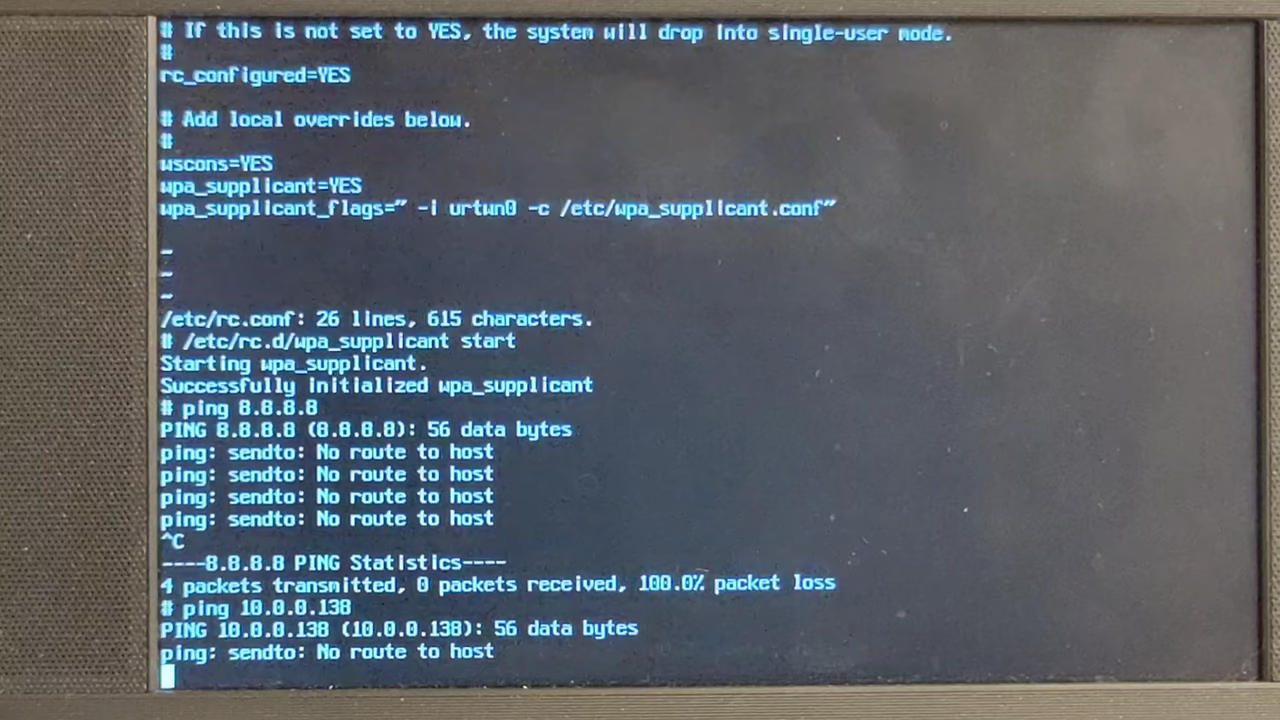 # If this is not set to YES, the system will drop into single-user mode.
#
rc_configured=YES
# Add local overrides below.
#
wscons=YES
wpa_supplicant=YES
wpa_supplicant_flags=" -i urtwn0 -c /etc/wpa_supplicant.conf"
~
~
~
/etc/rc.conf: 26 lines, 615 characters.
# /etc/rc.d/wpa_supplicant start
Starting wpa_supplicant.
Successfully initialized wpa_supplicant
# ping 8.8.8.8
PING 8.8.8.8 (8.8.8.8): 56 data bytes
ping: sendto: No route to host
ping: sendto: No route to host
ping: sendto: No route to host
ping: sendto: No route to host
^C
----8.8.8.8 PING Statistics----
4 packets transmitted, 0 packets received, 100.0% packet loss
# ping 10.0.0.138
PING 10.0.0.138 (10.0.0.138): 56 data bytes
ping: sendto: No route to host